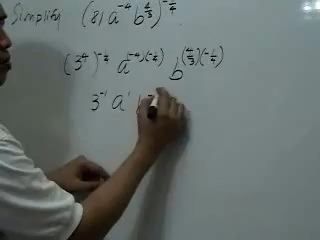 Simplify (81a⁻⁴b^(4/3))^(-1/4)
(3⁴)^(-1/4) a^((-4)(-1/4)) b^((4/3)(-1/4))
3⁻¹ a¹